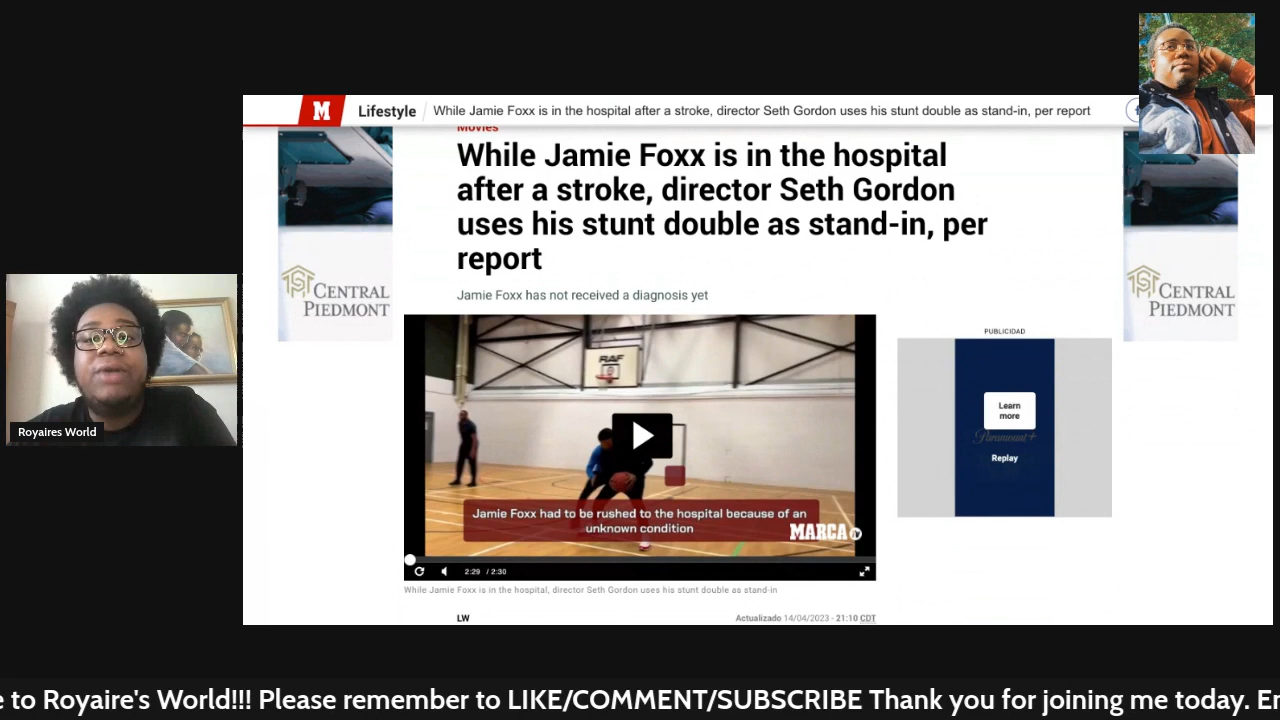 M
Lifestyle
While Jamie Foxx is in the hospital after a stroke, director Seth Gordon uses his stunt double as stand-in, per report
Movies
While Jamie Foxx is in the hospital
after a stroke, director Seth Gordon
uses his stunt double as stand-in, per
report
Jamie Foxx has not received a diagnosis yet
CENTRAL
PIEDMONT
CENTRAL
PIEDMONT
RAF
Jamie Foxx had to be rushed to the hospital because of an
unknown condition
MARCA
2:29 / 2:30
While Jamie Foxx is in the hospital, director Seth Gordon uses his stunt double as stand-in
LW
Actualizado 14/04/2023 - 21:10 CDT
PUBLICIDAD
Learn
more
Paramount+
Replay
Royaires World
e to Royaire's World!!! Please remember to LIKE/COMMENT/SUBSCRIBE Thank you for joining me today. En